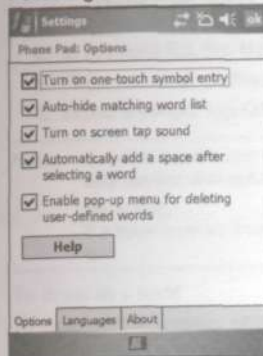 Settings
ok
Phone Pad: Options
Turn on one-touch symbol entry
Auto-hide matching word list
Turn on screen tap sound
Automatically add a space after
selecting a word
Enable pop-up menu for deleting
user-defined words
Help
Options Languages About